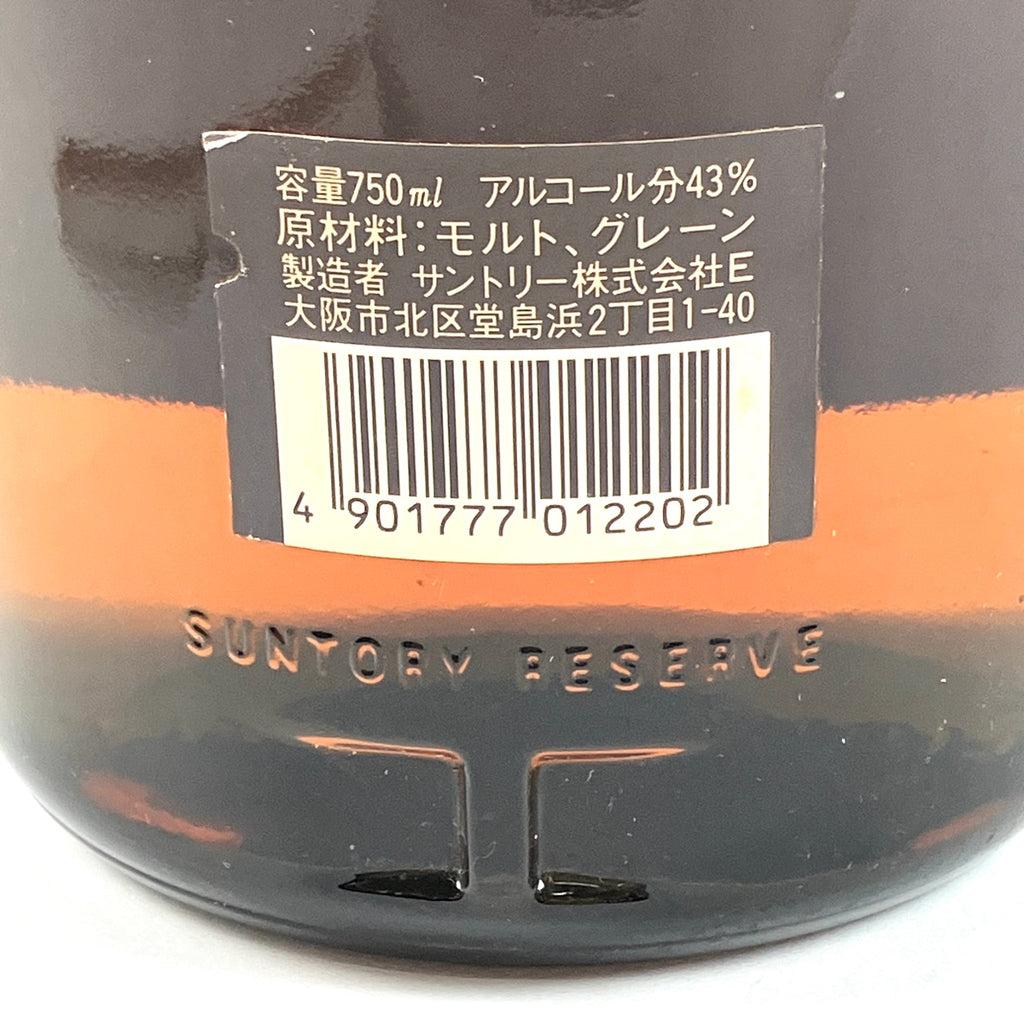 容量750ml アルコール分43%
原材料：モルト、グレーン
製造者 サントリー株式会社E
大阪市北区堂島浜2丁目1-40
4 901777 012202
SUNTORY RESERVE